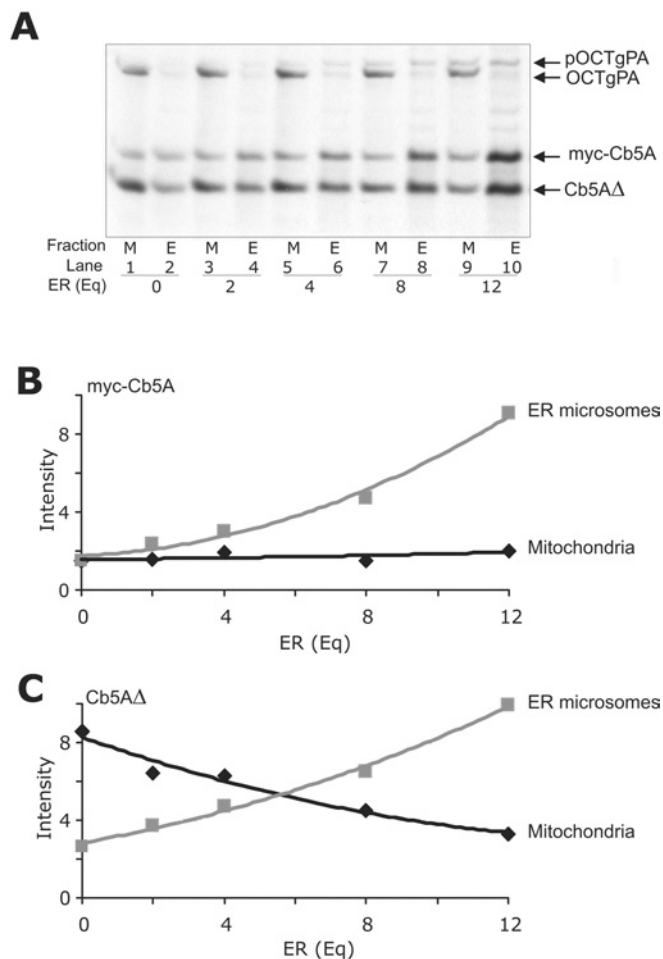 A
pOCTgPA
OCTgPA
myc-Cb5A
Cb5AΔ
Fraction M E M E M E M E M E
Lane 1 2 3 4 5 6 7 8 9 10
ER (Eq) 0 2 4 8 12
B
myc-Cb5A
ER microsomes
8
Intensity
4
Mitochondria
0
0 4 8 12
ER (Eq)
C
Cb5AΔ
ER microsomes
8
Intensity
4
Mitochondria
0
0 4 8 12
ER (Eq)